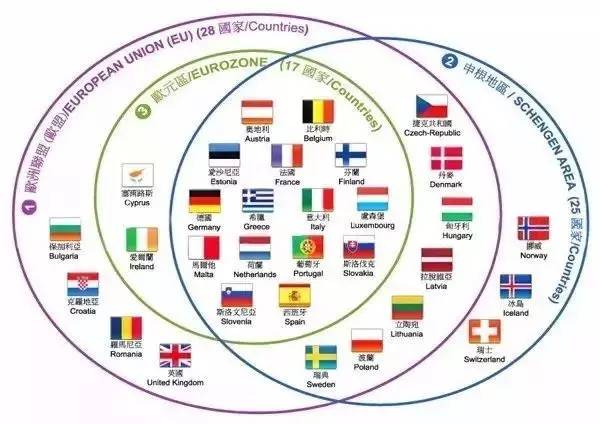 1 歐洲聯盟 (歐盟)/EUROPEAN UNION (EU) (28 國家/Countries)
3 歐元區/EUROZONE (17 國家/Countries)
2 申根地區 / SCHENGEN AREA (25 國家/Countries)
奧地利
Austria
比利時
Belgium
捷克共和國
Czech-Republic
塞浦路斯
Cyprus
愛沙尼亞
Estonia
法國
France
芬蘭
Finland
丹麥
Denmark
德國
Germany
希臘
Greece
意大利
Italy
盧森堡
Luxembourg
匈牙利
Hungary
保加利亞
Bulgaria
愛爾蘭
Ireland
馬爾他
Malta
荷蘭
Netherlands
葡萄牙
Portugal
斯洛伐克
Slovakia
拉脫維亞
Latvia
挪威
Norway
克羅地亞
Croatia
斯洛文尼亞
Slovenia
西班牙
Spain
立陶宛
Lithuania
冰島
Iceland
羅馬尼亞
Romania
英國
United Kingdom
瑞典
Sweden
波蘭
Poland
瑞士
Switzerland